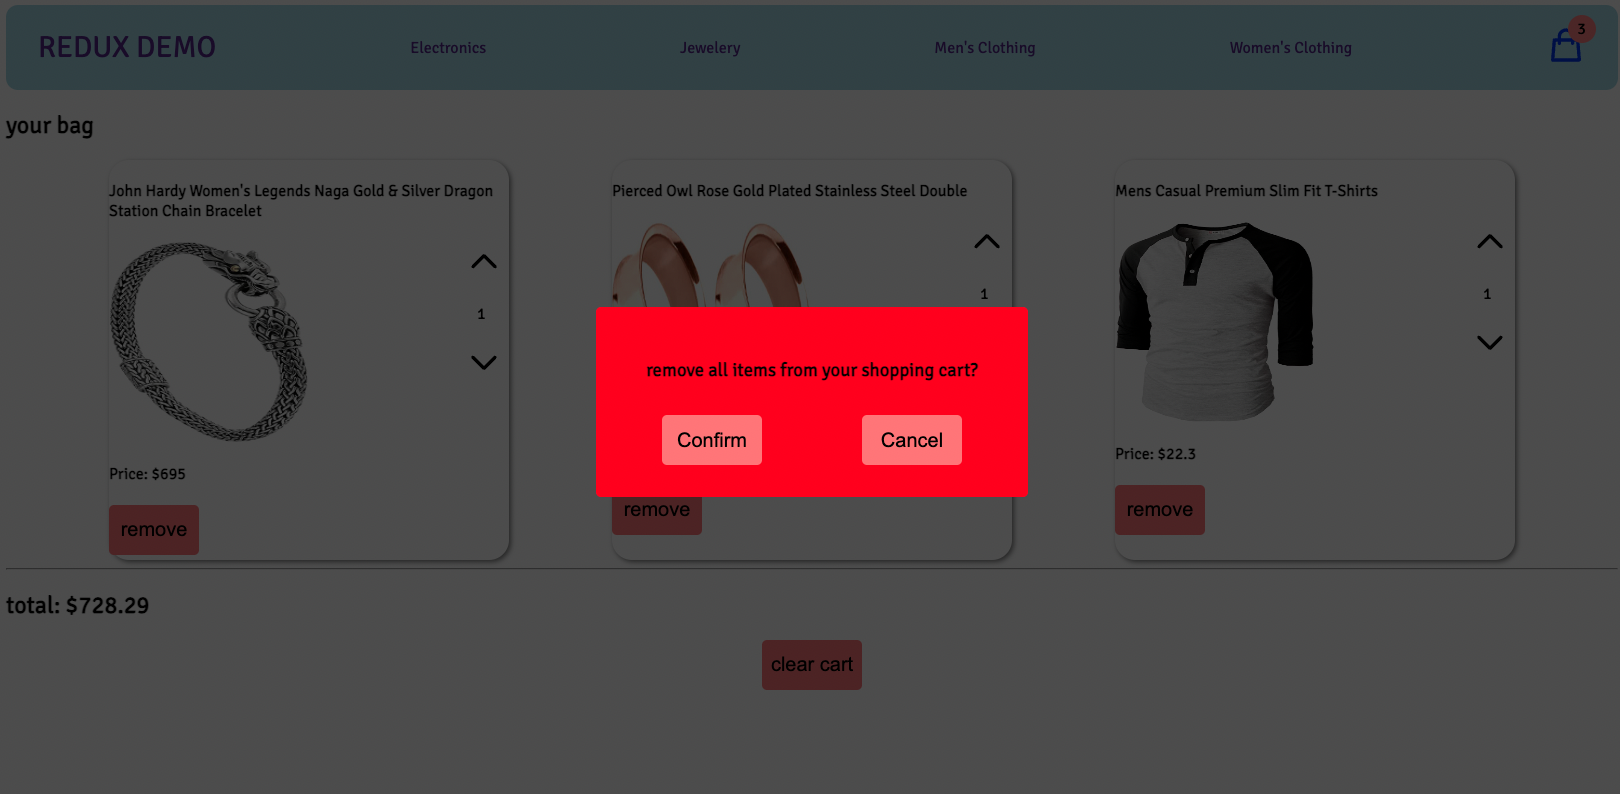 REDUX DEMO
Electronics
Jewelery
Men's Clothing
Women's Clothing
3
your bag
John Hardy Women's Legends Naga Gold & Silver Dragon
Station Chain Bracelet
1
Price: $695
remove
Pierced Owl Rose Gold Plated Stainless Steel Double
1
remove
Mens Casual Premium Slim Fit T-Shirts
1
Price: $22.3
remove
remove all items from your shopping cart?
Confirm
Cancel
total: $728.29
clear cart